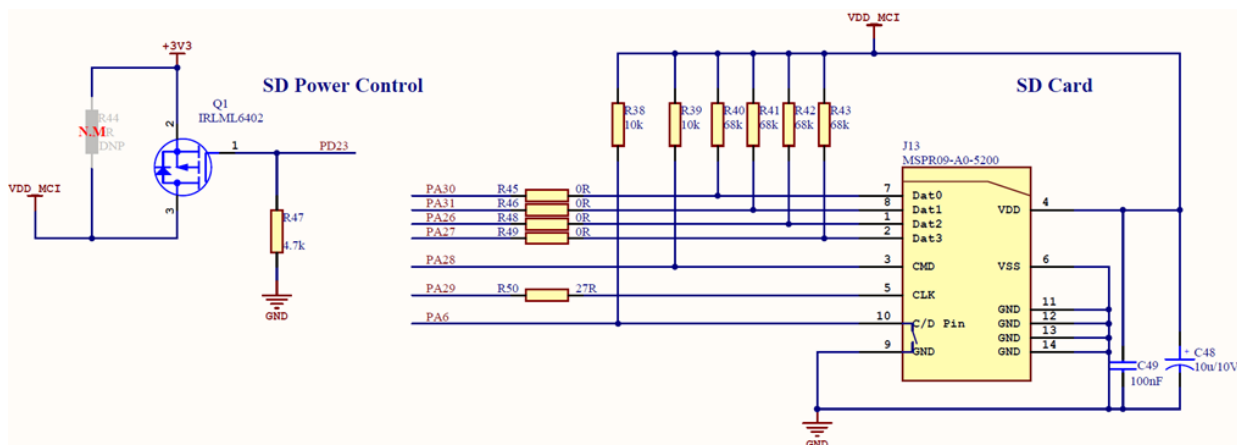 VDD_MCI
+3V3
SD Power Control
SD Card
Q1
IRLML6402
R44
N.M
DNP
2
1
PD23
3
VDD_MCI
R47
4.7k
GND
R38
10k
R39
10k
R40
68k
R41
68k
R42
68k
R43
68k
J13
MSPR09-A0-5200
PA30 R45 0R 7 Dat0
PA31 R46 0R 8 Dat1
PA26 R48 0R 1 Dat2
PA27 R49 0R 2 Dat3
VDD 4
PA28 3 CMD
VSS 6
PA29 R50 27R 5 CLK
GND 11
PA6 10 C/D Pin
GND 12
GND 13
9 GND
GND 14
C49
100nF
+
C48
10u/10V
GND